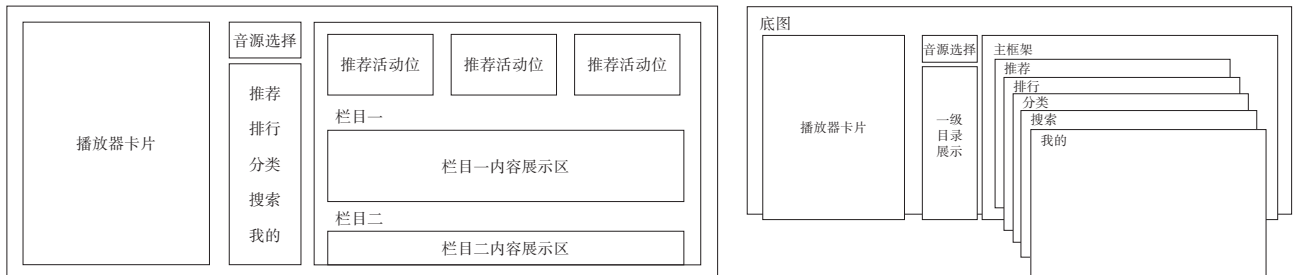 播放器卡片
音源选择
推荐
排行
分类
搜索
我的
推荐活动位
推荐活动位
推荐活动位
栏目一
栏目一内容展示区
栏目二
栏目二内容展示区
底图
播放器卡片
音源选择
一级
目录
展示
主框架
推荐
排行
分类
搜索
我的